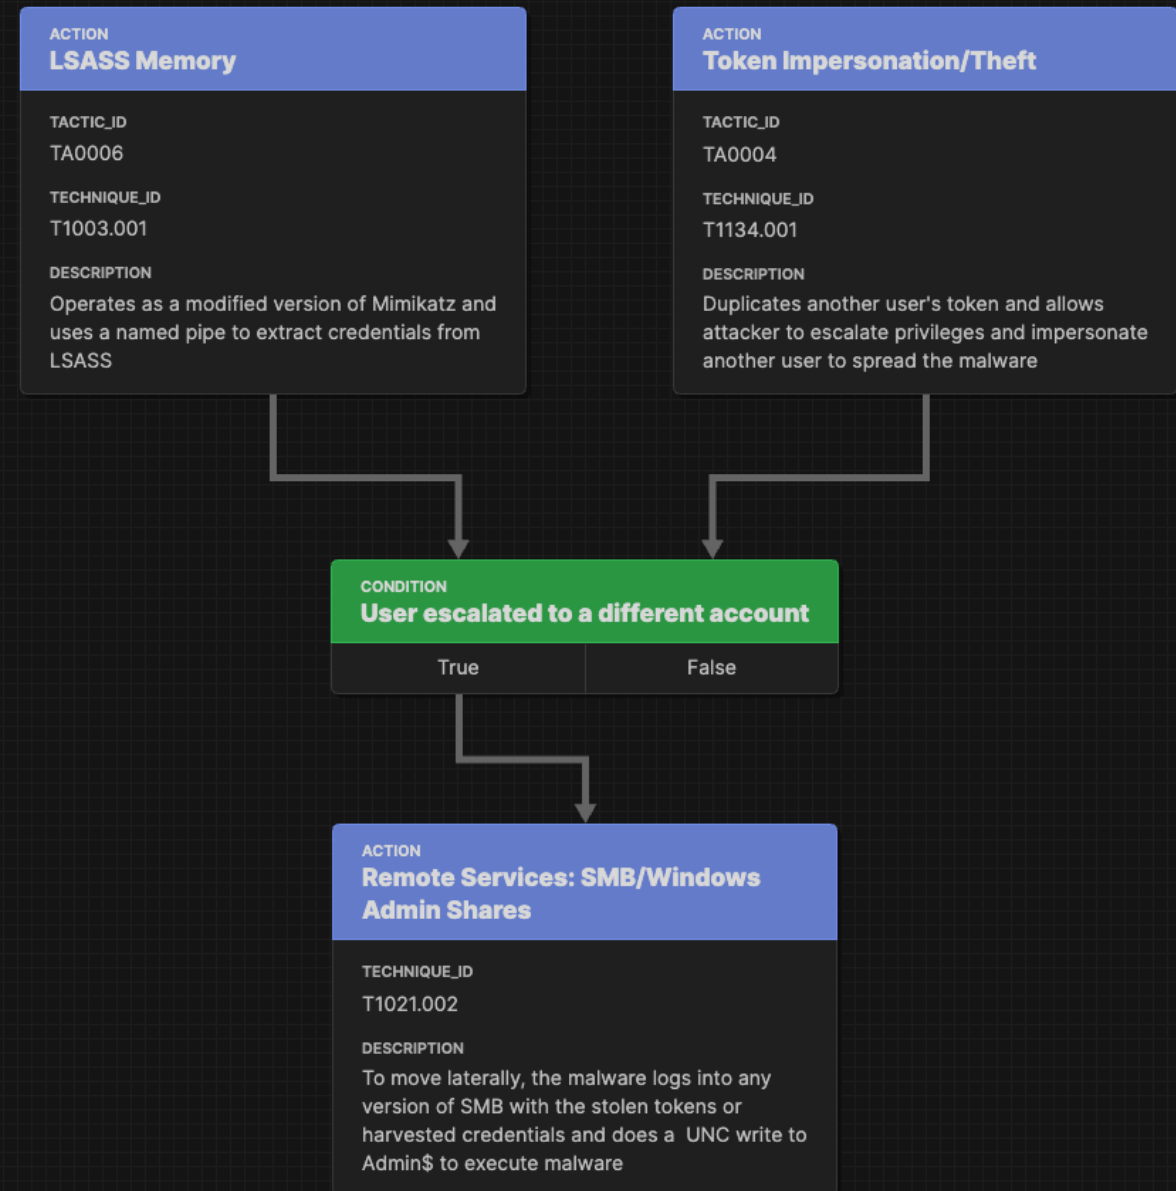 ACTION
LSASS Memory
TACTIC_ID
TA0006
TECHNIQUE_ID
T1003.001
DESCRIPTION
Operates as a modified version of Mimikatz and
uses a named pipe to extract credentials from
LSASS
ACTION
Token Impersonation/Theft
TACTIC_ID
TA0004
TECHNIQUE_ID
T1134.001
DESCRIPTION
Duplicates another user's token and allows
attacker to escalate privileges and impersonate
another user to spread the malware
CONDITION
User escalated to a different account
True
False
ACTION
Remote Services: SMB/Windows
Admin Shares
TECHNIQUE_ID
T1021.002
DESCRIPTION
To move laterally, the malware logs into any
version of SMB with the stolen tokens or
harvested credentials and does a  UNC write to
Admin$ to execute malware